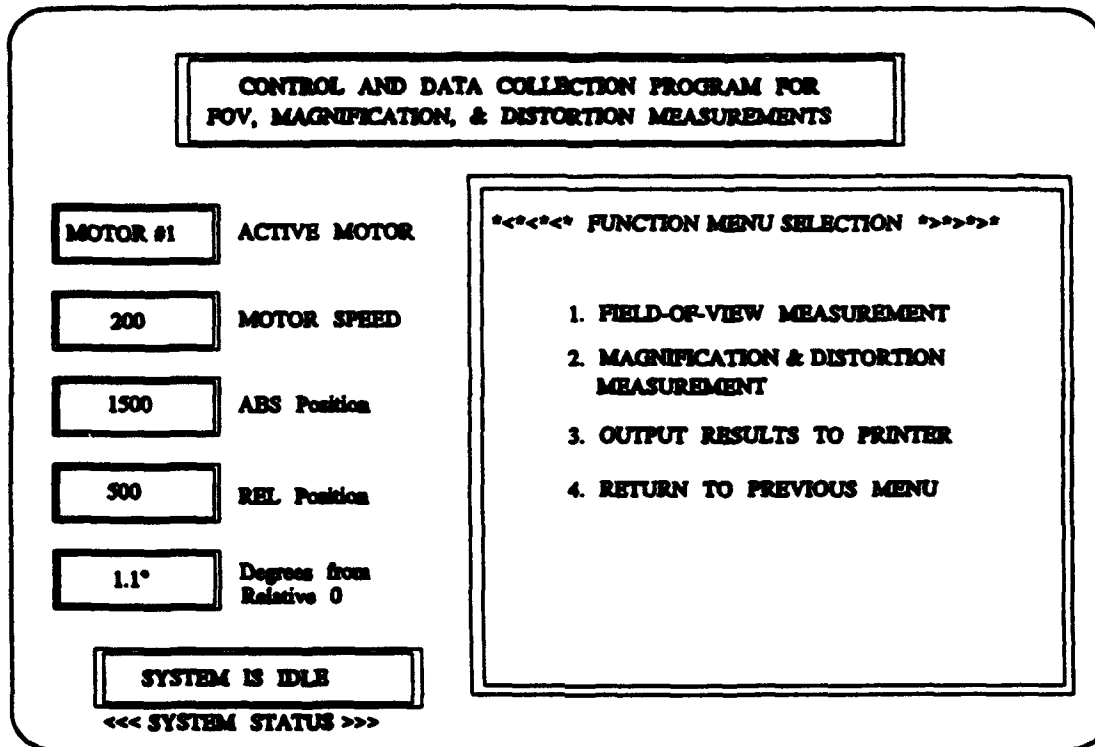 CONTROL AND DATA COLLECTION PROGRAM FOR
FOV, MAGNIFICATION, & DISTORTION MEASUREMENTS
MOTOR #1 ACTIVE MOTOR
200 MOTOR SPEED
1500 ABS Position
500 REL Position
1.1° Degrees from
Relative 0
SYSTEM IS IDLE
<<< SYSTEM STATUS >>>
*<*<*<* FUNCTION MENU SELECTION *>*>*>*
1. FIELD-OF-VIEW MEASUREMENT
2. MAGNIFICATION & DISTORTION
MEASUREMENT
3. OUTPUT RESULTS TO PRINTER
4. RETURN TO PREVIOUS MENU